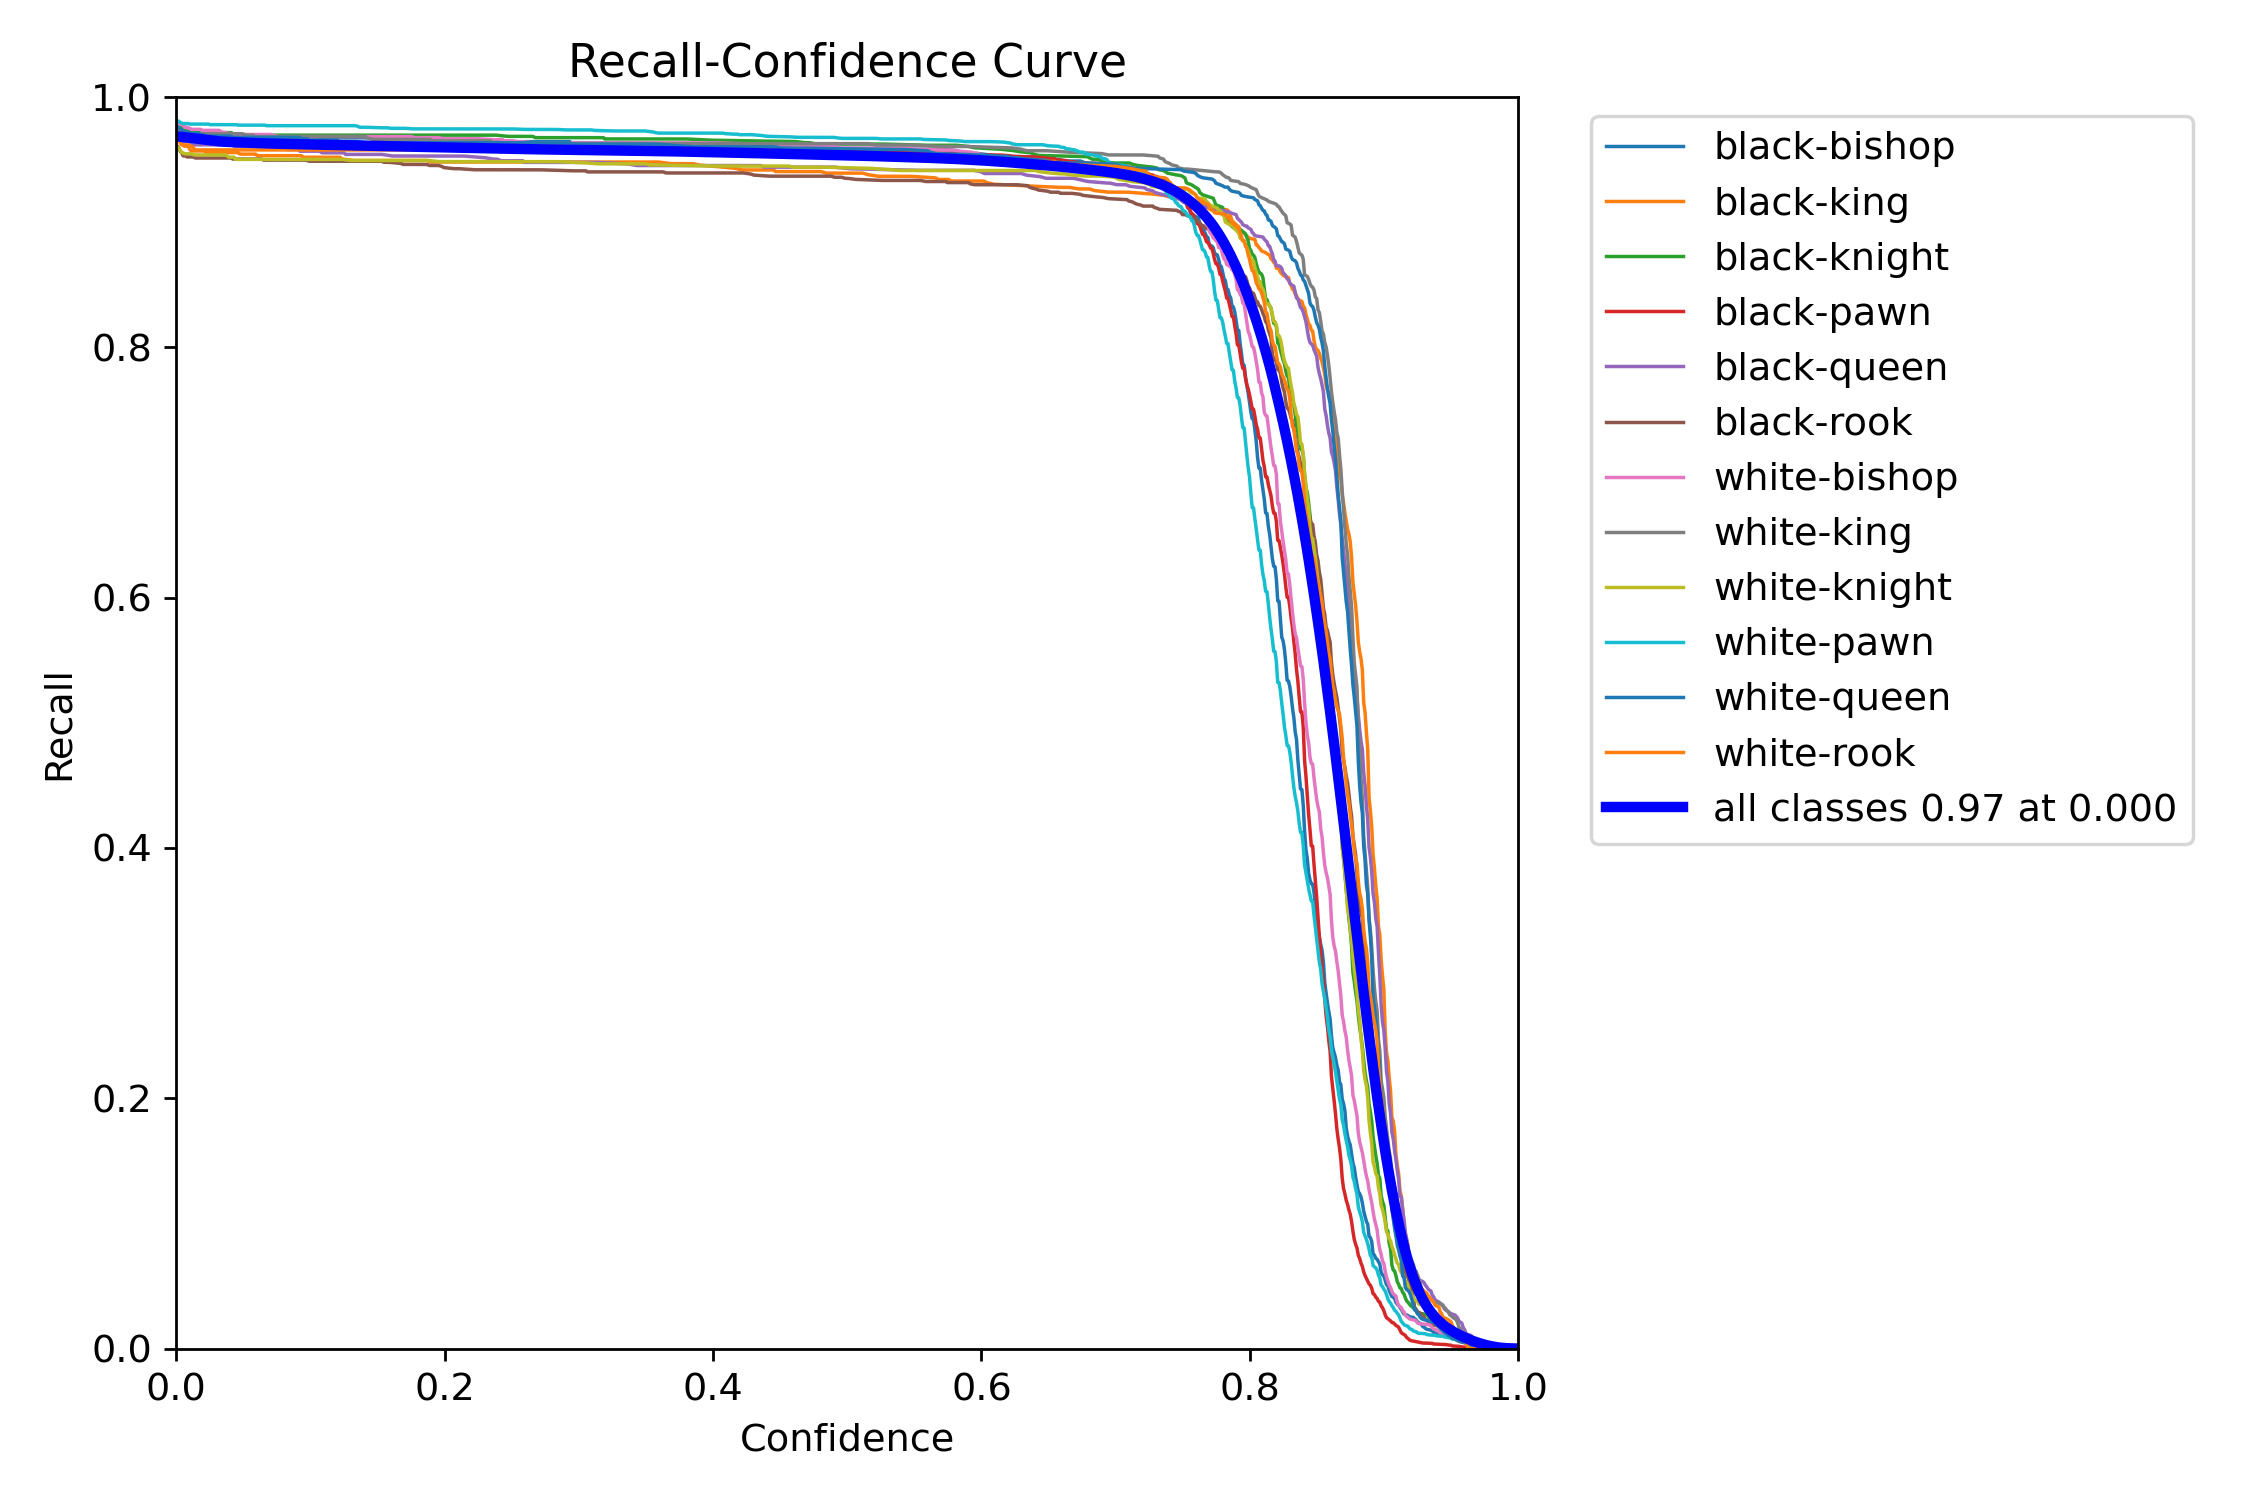 Recall-Confidence Curve
1.0
0.8
0.6
0.4
0.2
0.0
Recall
0.0 0.2 0.4 0.6 0.8 1.0
Confidence
black-bishop
black-king
black-knight
black-pawn
black-queen
black-rook
white-bishop
white-king
white-knight
white-pawn
white-queen
white-rook
all classes 0.97 at 0.000